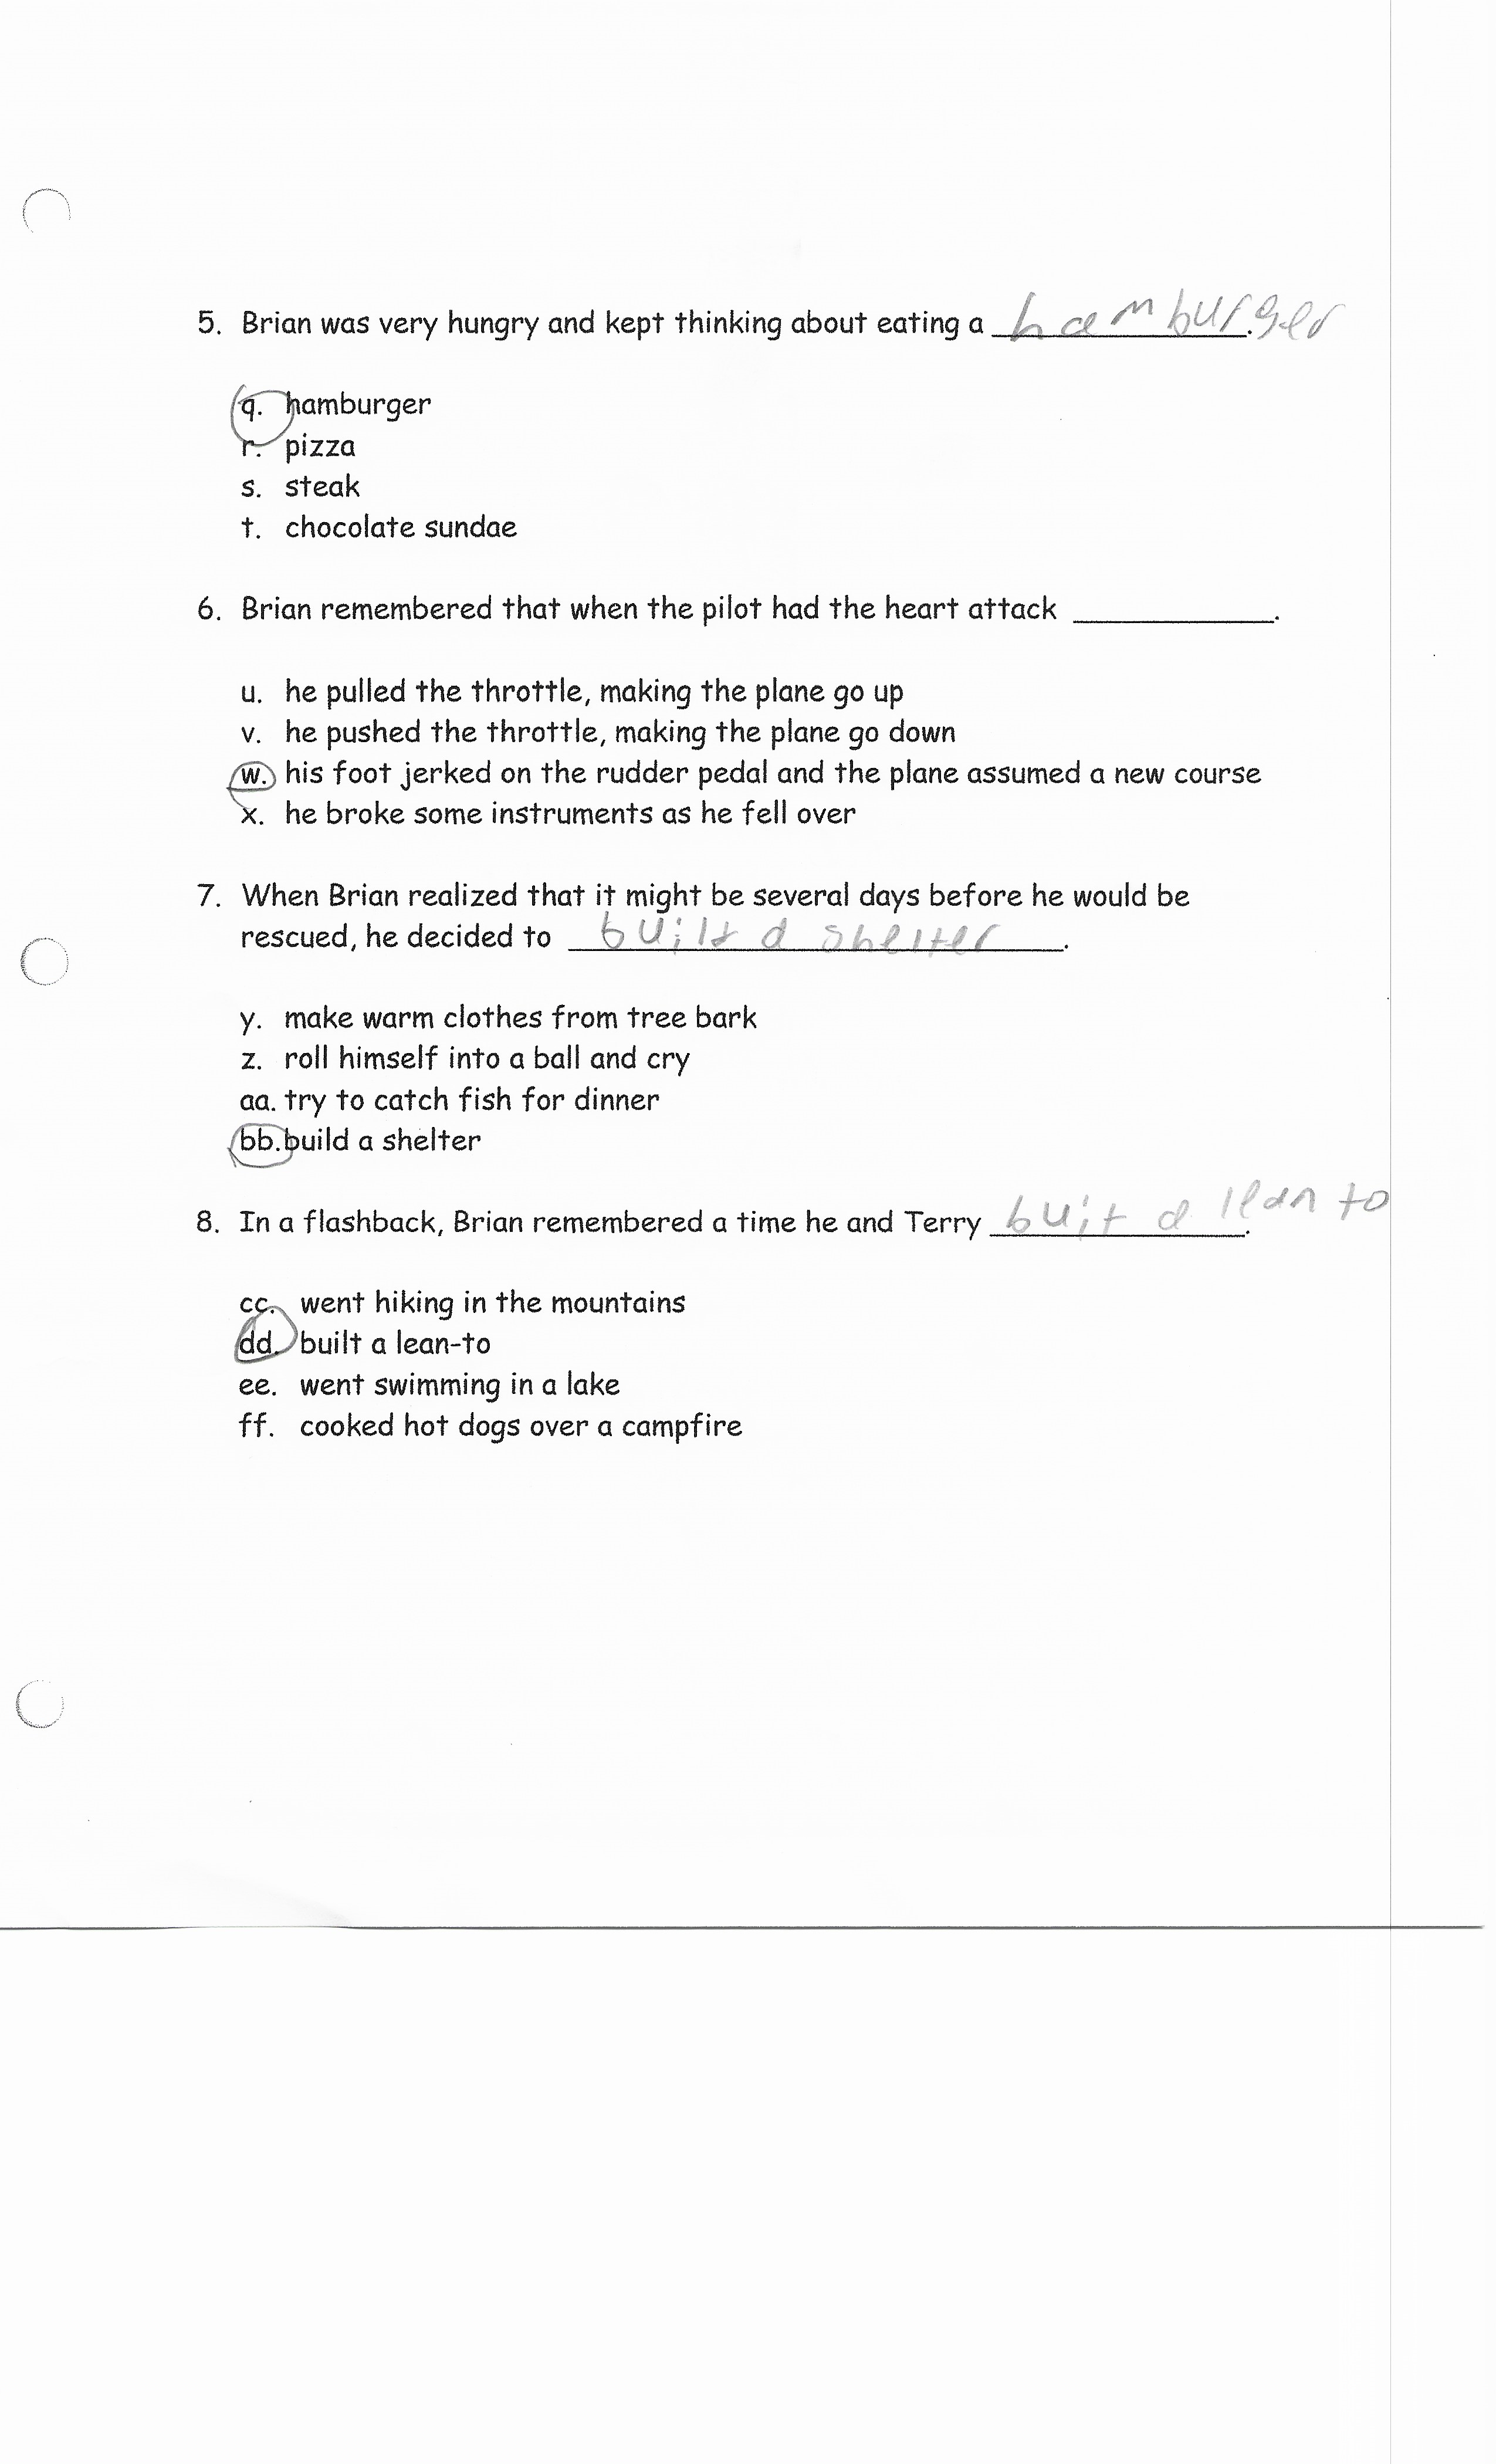 5. Brian was very hungry and kept thinking about eating a hamburger.
q. hamburger
r. pizza
s. steak
t. chocolate sundae
6. Brian remembered that when the pilot had the heart attack ____________.
u. he pulled the throttle, making the plane go up
v. he pushed the throttle, making the plane go down
w. his foot jerked on the rudder pedal and the plane assumed a new course
x. he broke some instruments as he fell over
7. When Brian realized that it might be several days before he would be
rescued, he decided to built a shelter.
y. make warm clothes from tree bark
z. roll himself into a ball and cry
aa. try to catch fish for dinner
bb. build a shelter
8. In a flashback, Brian remembered a time he and Terry buit a lean to.
cc. went hiking in the mountains
dd. built a lean-to
ee. went swimming in a lake
ff. cooked hot dogs over a campfire